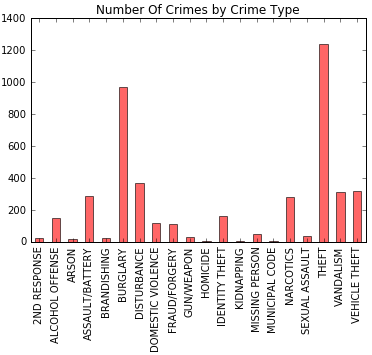 Number Of Crimes by Crime Type
1400
1200
1000
800
600
400
200
0
2ND RESPONSE
ALCOHOL OFFENSE
ARSON
ASSAULT/BATTERY
BRANDISHING
BURGLARY
DISTURBANCE
DOMESTIC VIOLENCE
FRAUD/FORGERY
GUN/WEAPON
HOMICIDE
IDENTITY THEFT
KIDNAPPING
MISSING PERSON
MUNICIPAL CODE
NARCOTICS
SEXUAL ASSAULT
THEFT
VANDALISM
VEHICLE THEFT